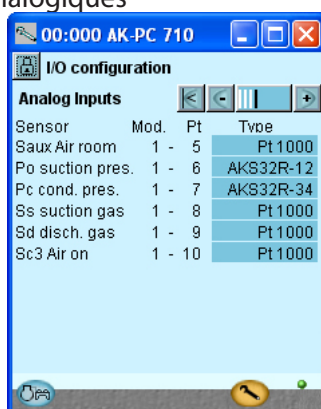 alogiques
00:000 AK-PC 710
I/O configuration
Analog Inputs
Sensor Mod. Pt Type
Saux Air room 1 - 5 Pt 1000
Po suction pres. 1 - 6 AKS32R-12
Pc cond. pres. 1 - 7 AKS32R-34
Ss suction gas 1 - 8 Pt 1000
Sd disch. gas 1 - 9 Pt 1000
Sc3 Air on 1 - 10 Pt 1000